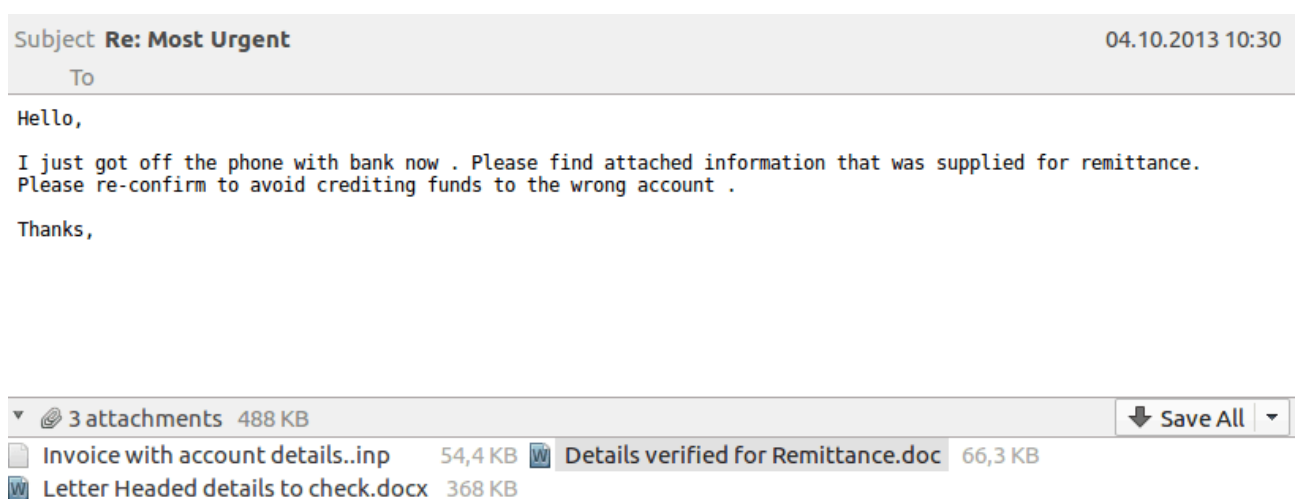 Subject Re: Most Urgent 04.10.2013 10:30
To
Hello,
I just got off the phone with bank now . Please find attached information that was supplied for remittance.
Please re-confirm to avoid crediting funds to the wrong account .
Thanks,
3 attachments 488 KB Save All
Invoice with account details..inp 54,4 KB W Details verified for Remittance.doc 66,3 KB
W Letter Headed details to check.docx 368 KB